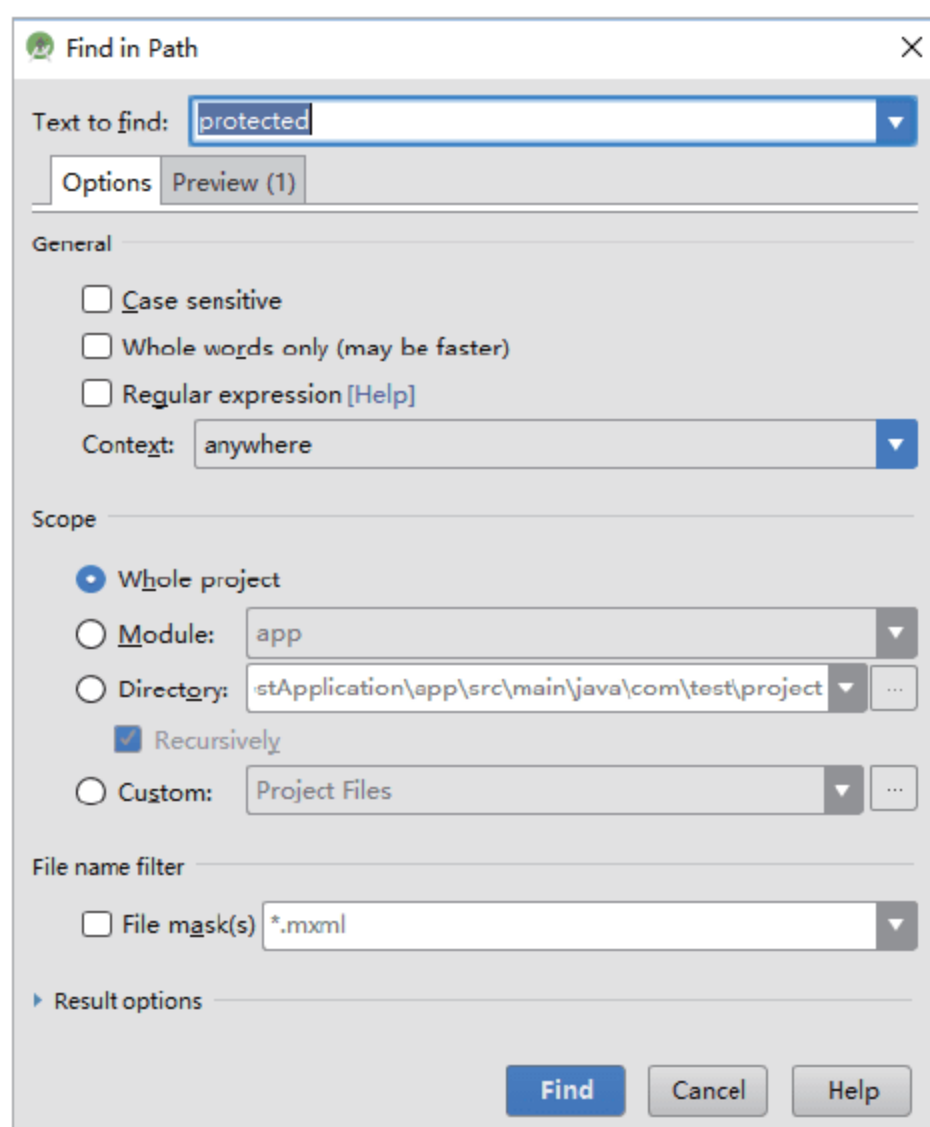 Find in Path
Text to find: protected
Options Preview (1)
General
Case sensitive
Whole words only (may be faster)
Regular expression [Help]
Context: anywhere
Scope
Whole project
Module: app
Directory: stApplication\app\src\main\java\com\test\project ...
Recursively
Custom: Project Files ...
File name filter
File mask(s) *.mxml
Result options
Find Cancel Help